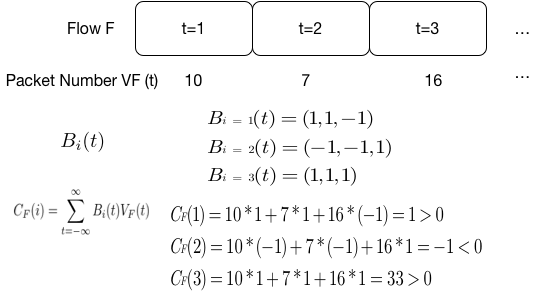 Flow F t=1 t=2 t=3 ...
Packet Number VF (t) 10 7 16 ...
B_i(t)
B_{i = 1}(t) = (1,1,−1)
B_{i = 2}(t) = (−1,−1,1)
B_{i = 3}(t) = (1,1,1)
C_F(i) = ∑_{t=−∞}^{∞} B_i(t)V_F(t)
C_F(1) = 10*1+7*1+16*(−1) = 1 > 0
C_F(2) = 10*(−1)+7*(−1)+16*1 = −1 < 0
C_F(3) = 10*1+7*1+16*1 = 33 > 0